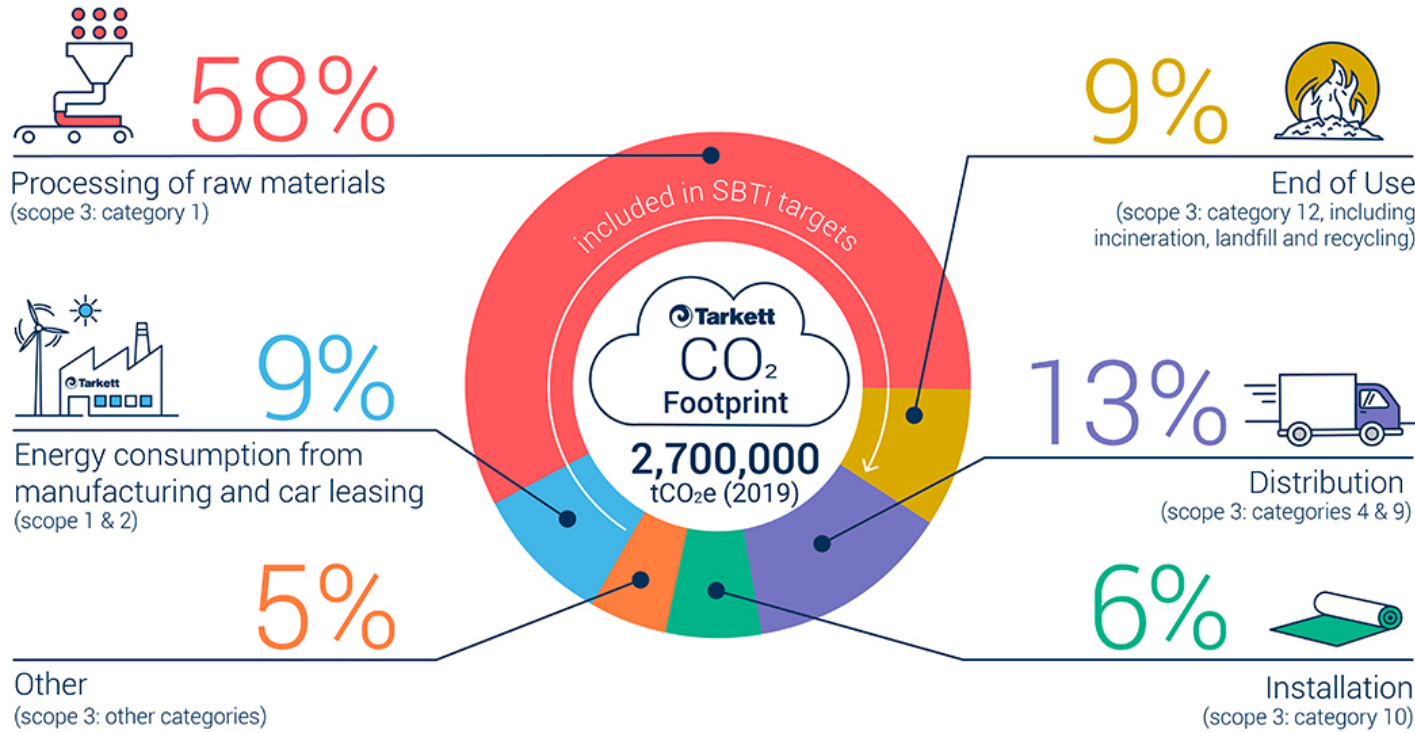 58%
Processing of raw materials
(scope 3: category 1)
9%
Energy consumption from
manufacturing and car leasing
(scope 1 & 2)
Tarkett
5%
Other
(scope 3: other categories)
included in SBTi targets
Tarkett
CO₂
Footprint
2,700,000
tCO₂e (2019)
9%
End of Use
(scope 3: category 12, including
incineration, landfill and recycling)
13%
Distribution
(scope 3: categories 4 & 9)
6%
Installation
(scope 3: category 10)